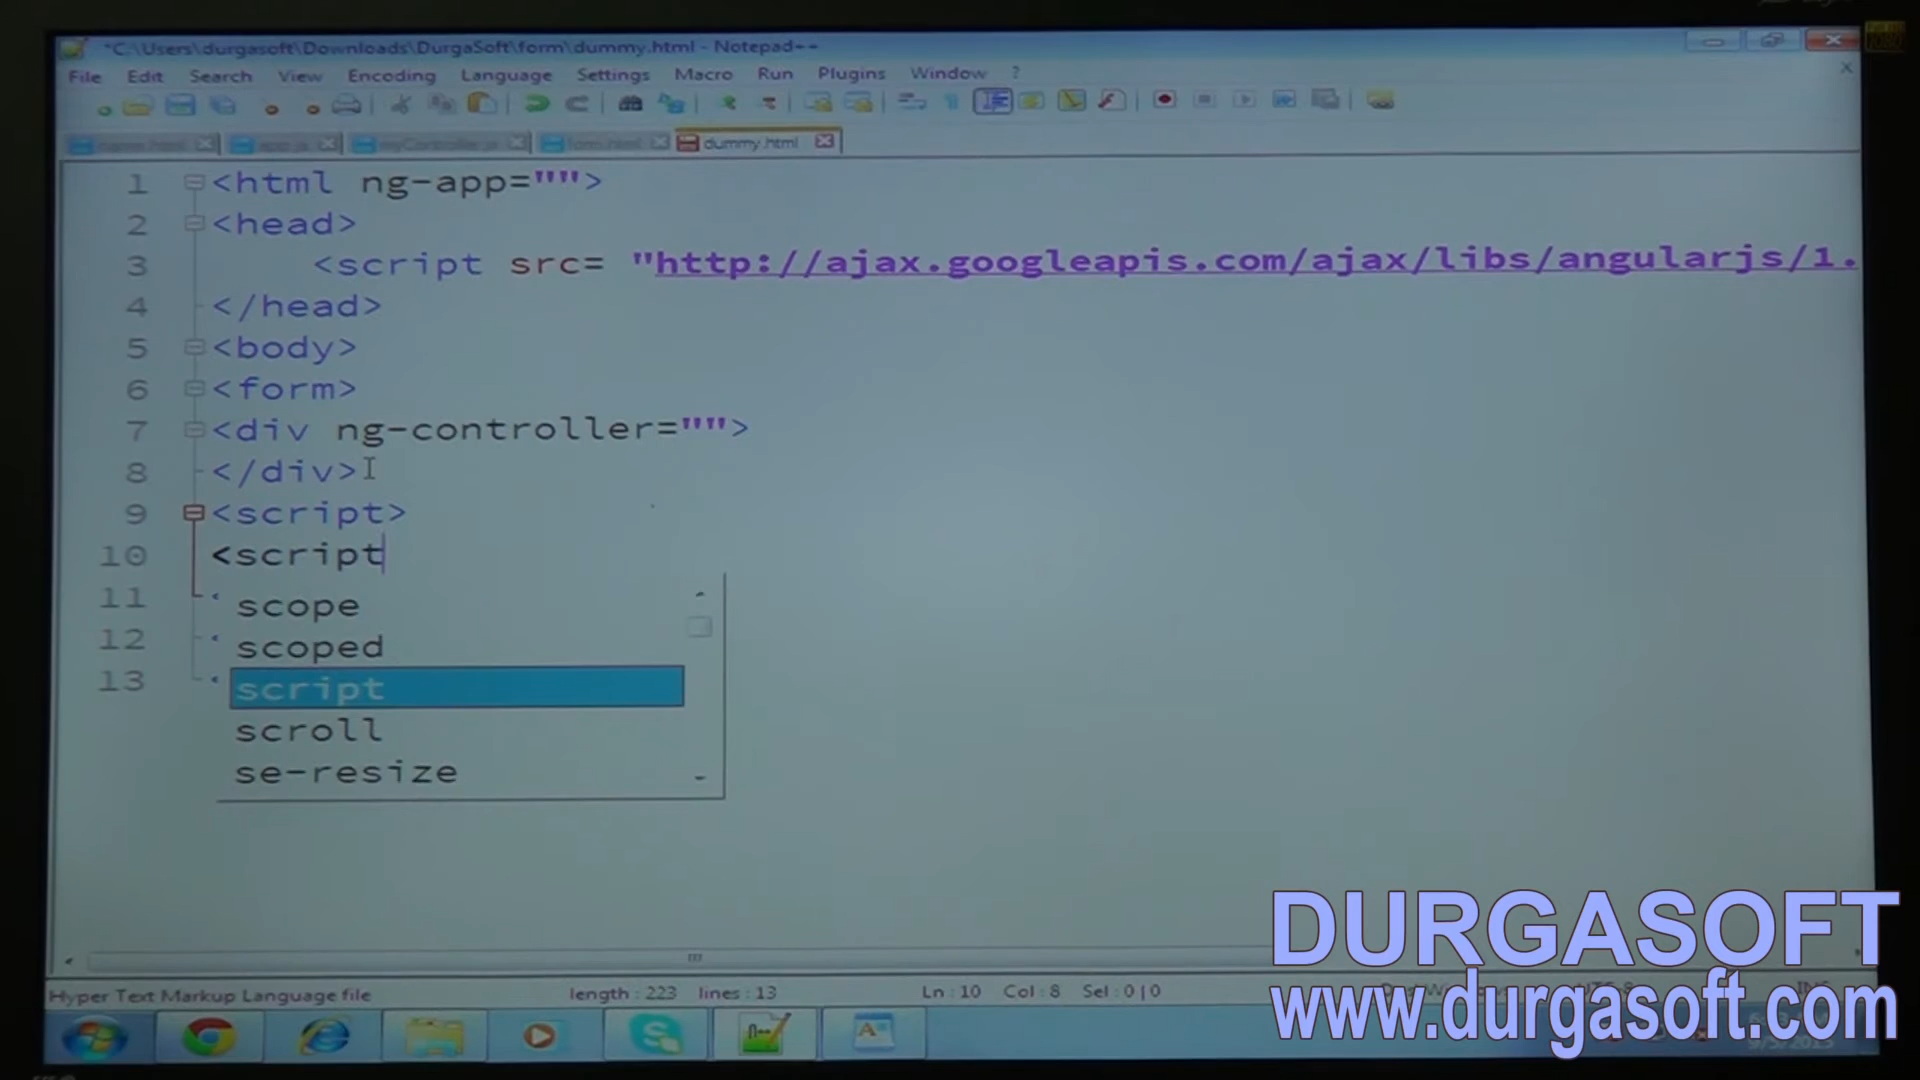 *C:\Users\durgasoft\Downloads\DurgaSoft\form\dummy.html - Notepad++
File Edit Search View Encoding Language Settings Macro Run Plugins Window ?
dummy.html
1 <html ng-app="">
2 <head>
3 <script src= "http://ajax.googleapis.com/ajax/libs/angularjs/1.
4 </head>
5 <body>
6 <form>
7 <div ng-controller="">
8 </div>
9 <script>
10 <script
11 <
12 <
13 <
scope
scoped
script
scroll
se-resize
Hyper Text Markup Language file length : 223 lines : 13 Ln : 10 Col : 8 Sel : 0 | 0
DURGASOFT
www.durgasoft.com